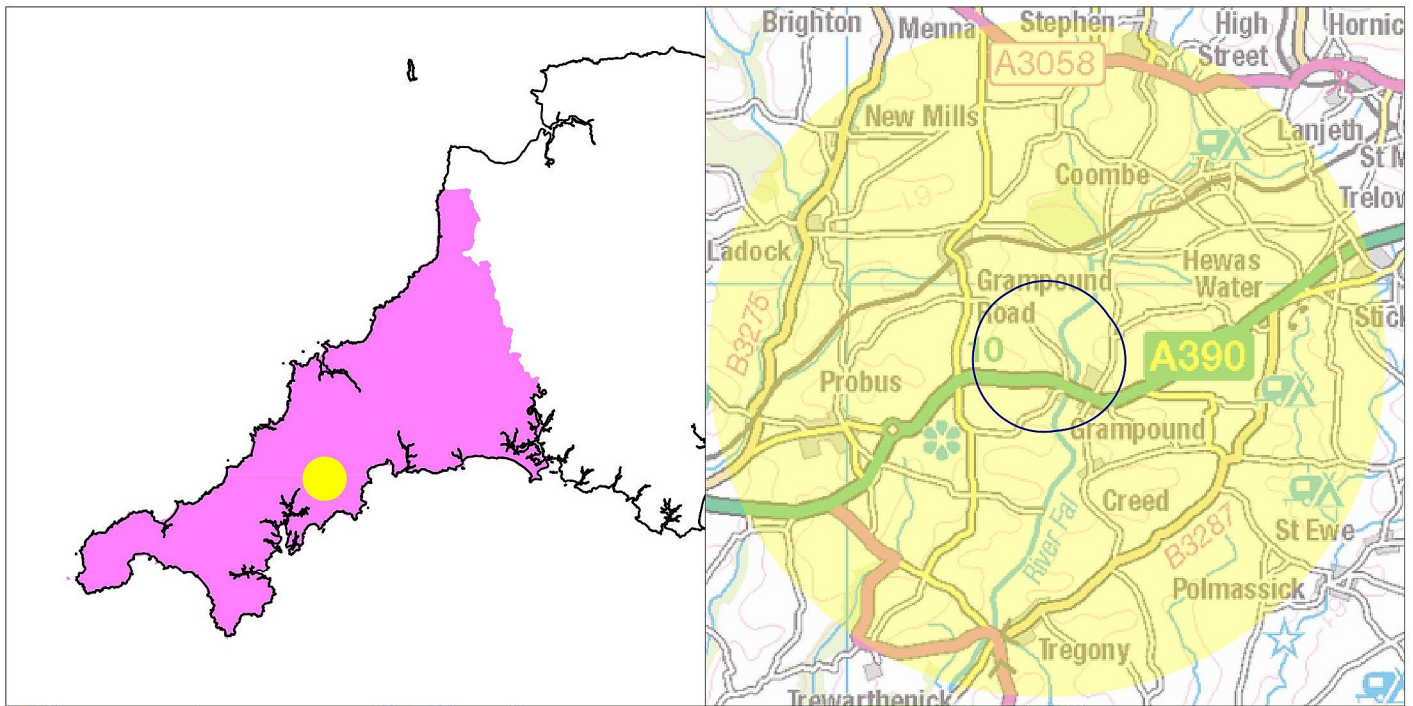 Brighton
Menna
Stephen
High
Street
Hornic
A3058
New Mills
Lanjeth
St M
Coombe
Trelow
Ladock
Hewas
Water
Grampound
Road
Stick
B3275
10
A390
Probus
Grampound
Creed
St Ewe
River Fal
B3287
Polmassick
Tregony
Trewarthenick